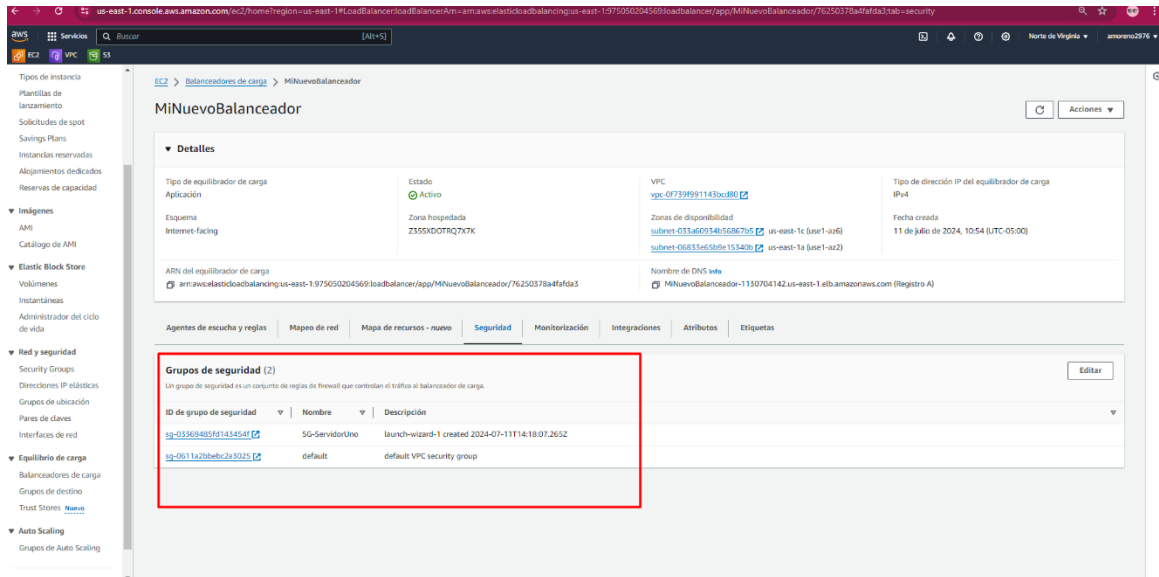 us-east-1.console.aws.amazon.com/ec2/home?region=us-east-1#LoadBalancer:loadBalancerArn=arn:aws:elasticloadbalancing:us-east-1:975050204569:loadbalancer/app/MiNuevoBalanceador/76250378a4fafda3;tab=security
aws Servicios Buscar [Alt+S] Norte de Virginia amoreno2976
EC2 VPC S3
Tipos de instancia
Plantillas de
lanzamiento
Solicitudes de spot
Savings Plans
Instancias reservadas
Alojamientos dedicados
Reservas de capacidad
Imágenes
AMI
Catálogo de AMI
Elastic Block Store
Volúmenes
Instantáneas
Administrador del ciclo
de vida
Red y seguridad
Security Groups
Direcciones IP elásticas
Grupos de ubicación
Pares de claves
Interfaces de red
Equilibrio de carga
Balanceadores de carga
Grupos de destino
Trust Stores Nuevo
Auto Scaling
Grupos de Auto Scaling
EC2 > Balanceadores de carga > MiNuevoBalanceador
MiNuevoBalanceador
Acciones
Detalles
Tipo de equilibrador de carga
Aplicación
Estado
Activo
VPC
vpc-0f739f991143bcd80
Tipo de dirección IP del equilibrador de carga
IPv4
Esquema
Internet-facing
Zona hospedada
Z35SXDOTRQ7X7K
Zonas de disponibilidad
subnet-033a60934b56867b5 us-east-1c (use1-az6)
subnet-06833e65b9e15340b us-east-1a (use1-az2)
Fecha creada
11 de julio de 2024, 10:54 (UTC-05:00)
ARN del equilibrador de carga
arn:aws:elasticloadbalancing:us-east-1:975050204569:loadbalancer/app/MiNuevoBalanceador/76250378a4fafda3
Nombre de DNS Info
MiNuevoBalanceador-1130704142.us-east-1.elb.amazonaws.com (Registro A)
Agentes de escucha y reglas Mapeo de red Mapa de recursos - nuevo Seguridad Monitorización Integraciones Atributos Etiquetas
Grupos de seguridad (2)
Editar
Un grupo de seguridad es un conjunto de reglas de firewall que controlan el tráfico al balanceador de carga.
ID de grupo de seguridad Nombre Descripción
sg-03369485fd143454f SG-ServidorUno launch-wizard-1 created 2024-07-11T14:18:07.265Z
sg-0611a2bbebc2a3025 default default VPC security group